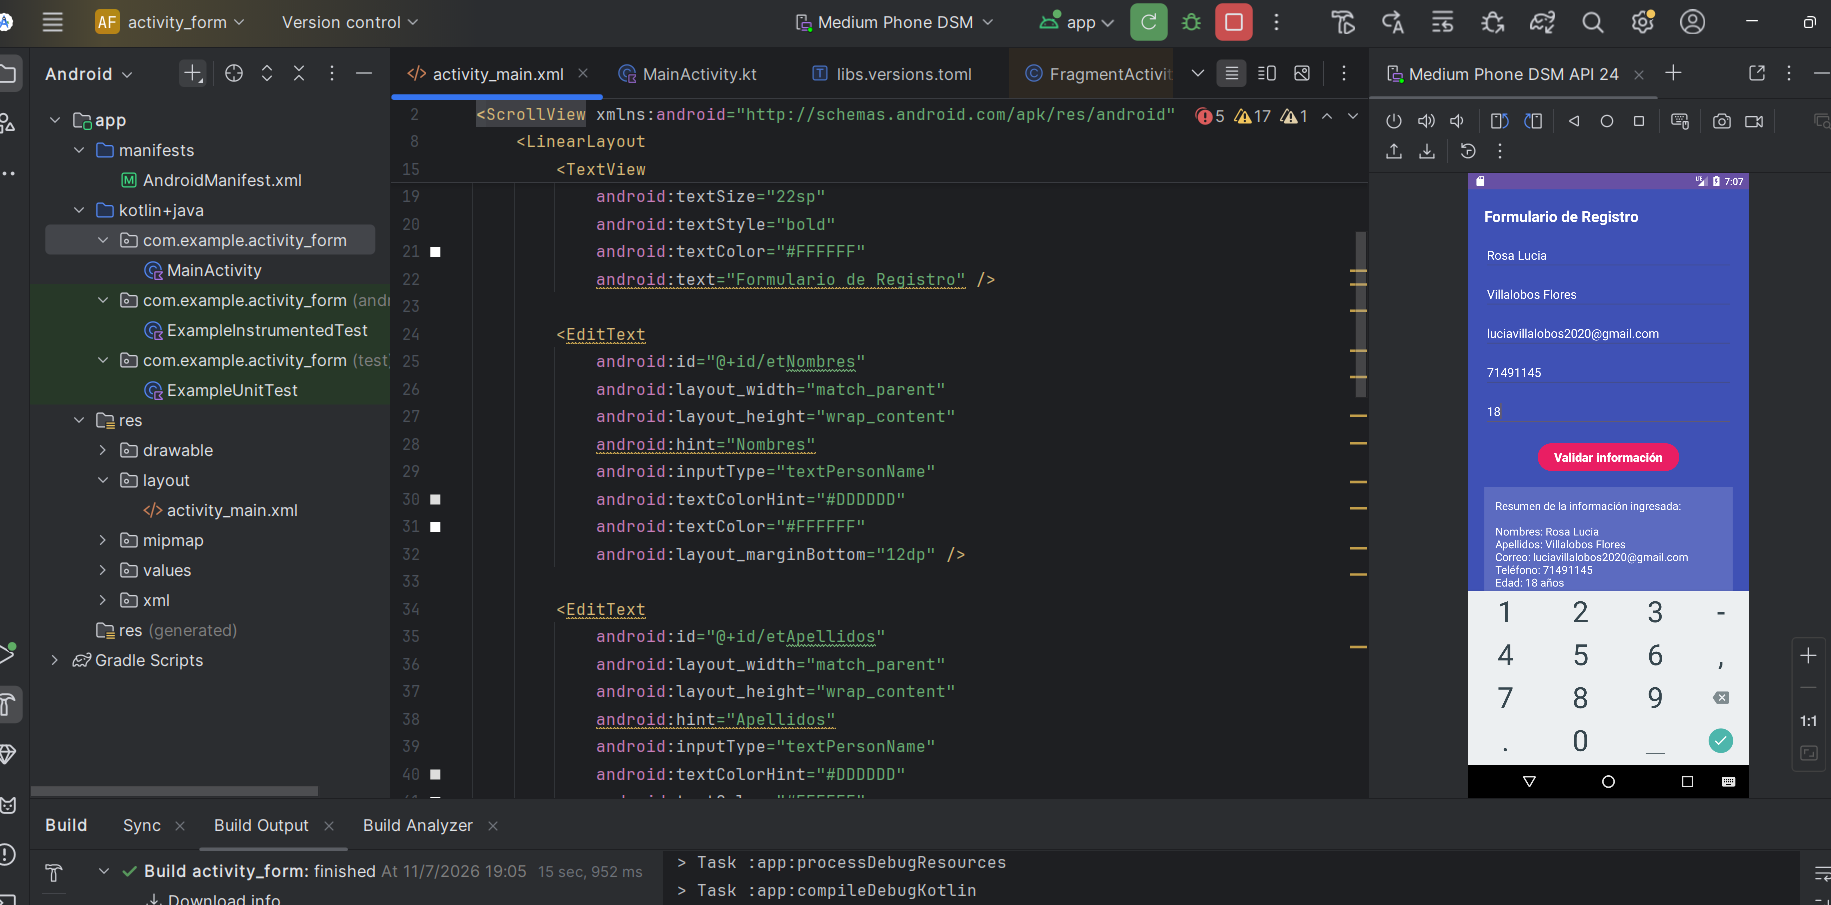 AF activity_form Version control Medium Phone DSM app
Android
activity_main.xml MainActivity.kt libs.versions.toml FragmentActivit Medium Phone DSM API 24
app
manifests
AndroidManifest.xml
kotlin+java
com.example.activity_form
MainActivity
com.example.activity_form (andr
ExampleInstrumentedTest
com.example.activity_form (test
ExampleUnitTest
res
drawable
layout
activity_main.xml
mipmap
values
xml
res (generated)
Gradle Scripts
2 <ScrollView xmlns:android="http://schemas.android.com/apk/res/android" 5 17 1
8 <LinearLayout
15 <TextView
19 android:textSize="22sp"
20 android:textStyle="bold"
21 android:textColor="#FFFFFF"
22 android:text="Formulario de Registro" />
23
24 <EditText
25 android:id="@+id/etNombres"
26 android:layout_width="match_parent"
27 android:layout_height="wrap_content"
28 android:hint="Nombres"
29 android:inputType="textPersonName"
30 android:textColorHint="#DDDDDD"
31 android:textColor="#FFFFFF"
32 android:layout_marginBottom="12dp" />
33
34 <EditText
35 android:id="@+id/etApellidos"
36 android:layout_width="match_parent"
37 android:layout_height="wrap_content"
38 android:hint="Apellidos"
39 android:inputType="textPersonName"
40 android:textColorHint="#DDDDDD"
7:07
Formulario de Registro
Rosa Lucia
Villalobos Flores
luciavillalobos2020@gmail.com
71491145
18
Validar información
Resumen de la información ingresada:
Nombres: Rosa Lucia
Apellidos: Villalobos Flores
Correo: luciavillalobos2020@gmail.com
Teléfono: 71491145
Edad: 18 años
1 2 3 -
4 5 6 ,
7 8 9
. 0 _
1:1
Build Sync Build Output Build Analyzer
Build activity_form: finished At 11/7/2026 19:05 15 sec, 952 ms
Download info
> Task :app:processDebugResources
> Task :app:compileDebugKotlin